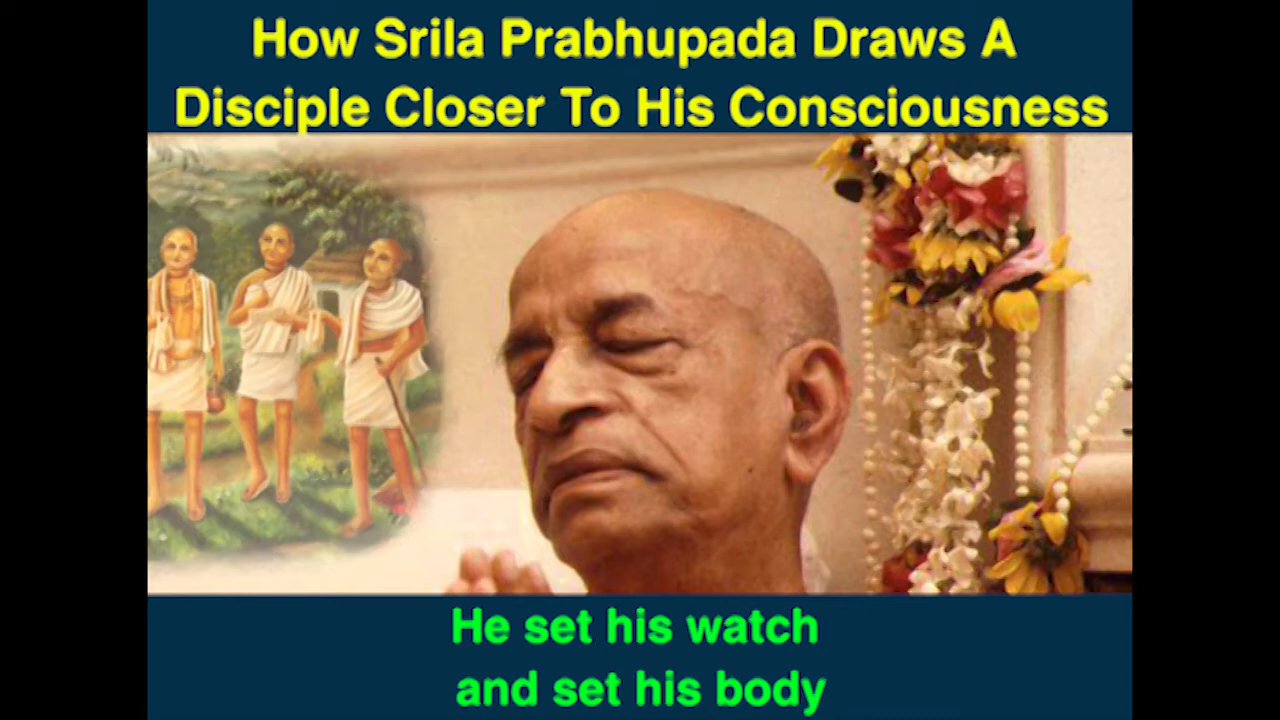 How Srila Prabhupada Draws A
Disciple Closer To His Consciousness
He set his watch
and set his body